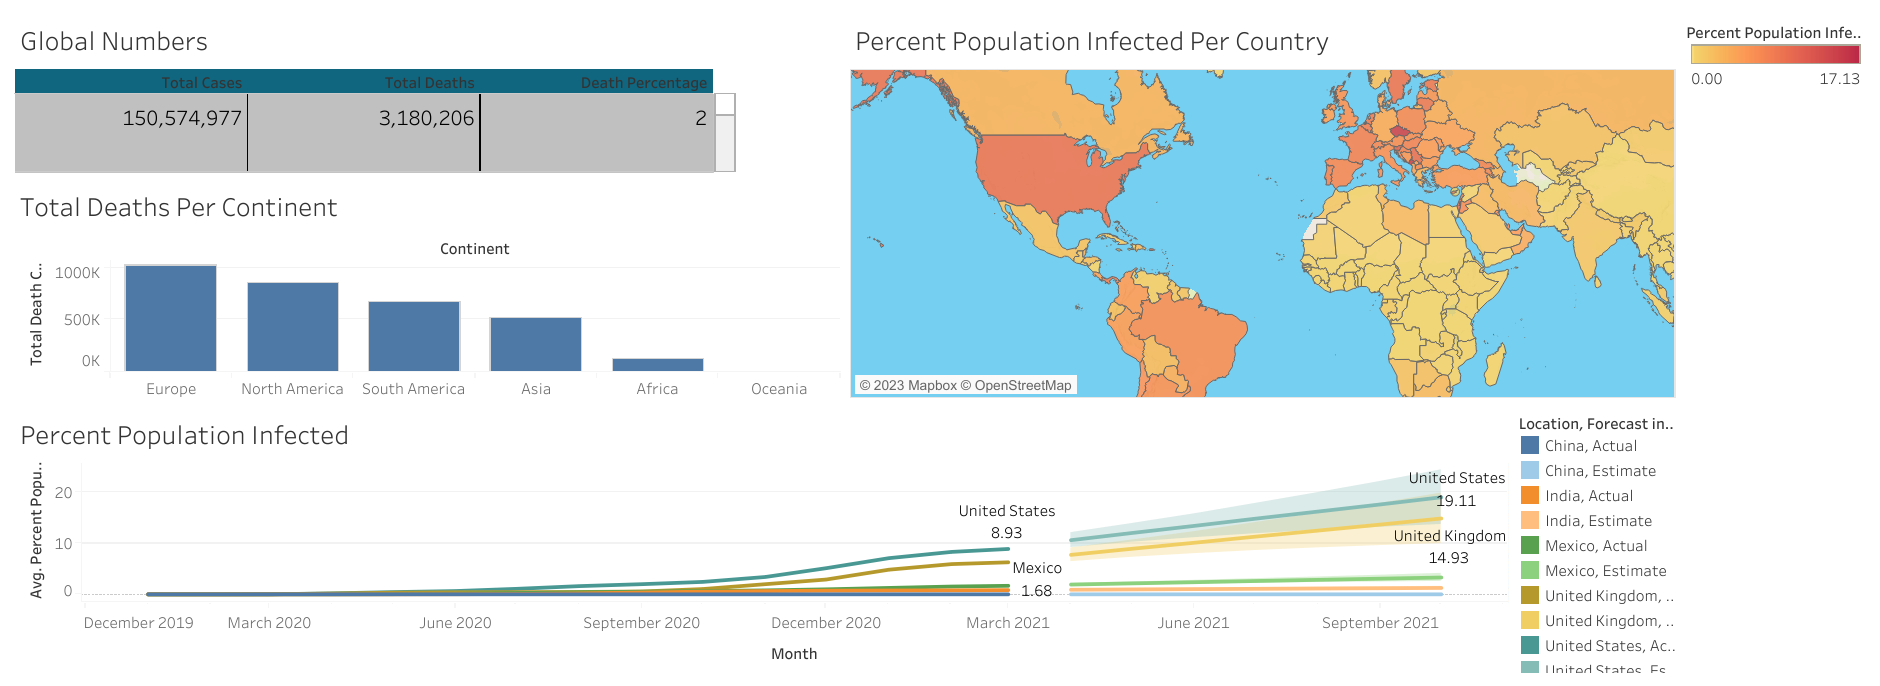 Global Numbers
Total Cases Total Deaths Death Percentage
150,574,977 3,180,206 2
Total Deaths Per Continent
Continent
Total Death C..
1000K
500K
0K
Europe North America South America Asia Africa Oceania
Percent Population Infected Per Country
© 2023 Mapbox © OpenStreetMap
Percent Population Infe..
0.00 17.13
Percent Population Infected
Avg. Percent Popu..
20
10
0
United States
8.93
Mexico
1.68
United States
19.11
United Kingdom
14.93
December 2019 March 2020 June 2020 September 2020 December 2020 March 2021 June 2021 September 2021
Month
Location, Forecast in..
China, Actual
China, Estimate
India, Actual
India, Estimate
Mexico, Actual
Mexico, Estimate
United Kingdom, ..
United Kingdom, ..
United States, Ac..
United States, Es..